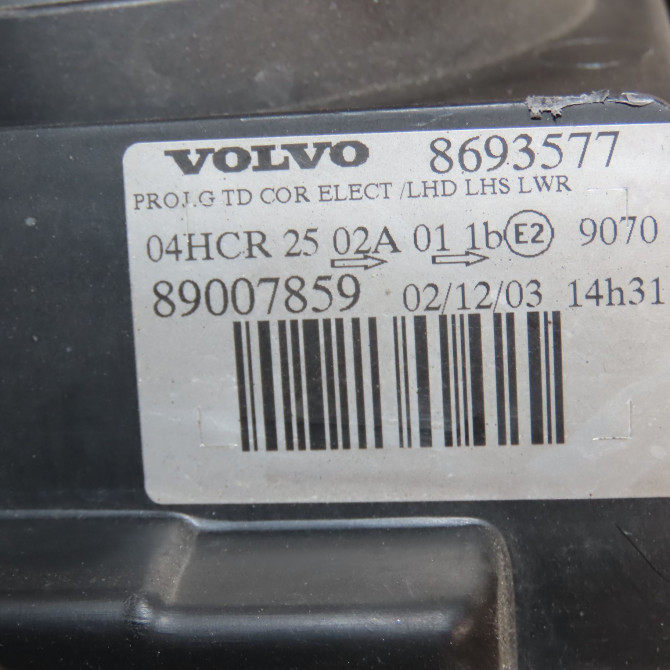 VOLVO 8693577
PROJ.G TD COR ELECT /LHD LHS LWR
04HCR 25 02A 01 1b E2 9070
89007859 02/12/03 14h31